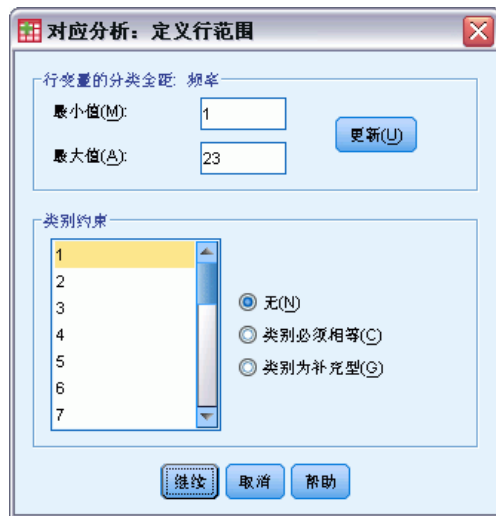 对应分析：定义行范围
行变量的分类全距: 频率
最小值(M): 1
最大值(A): 23
更新(U)
类别约束
1
2
3
4
5
6
7
无(N)
类别必须相等(C)
类别为补充型(G)
继续 取消 帮助